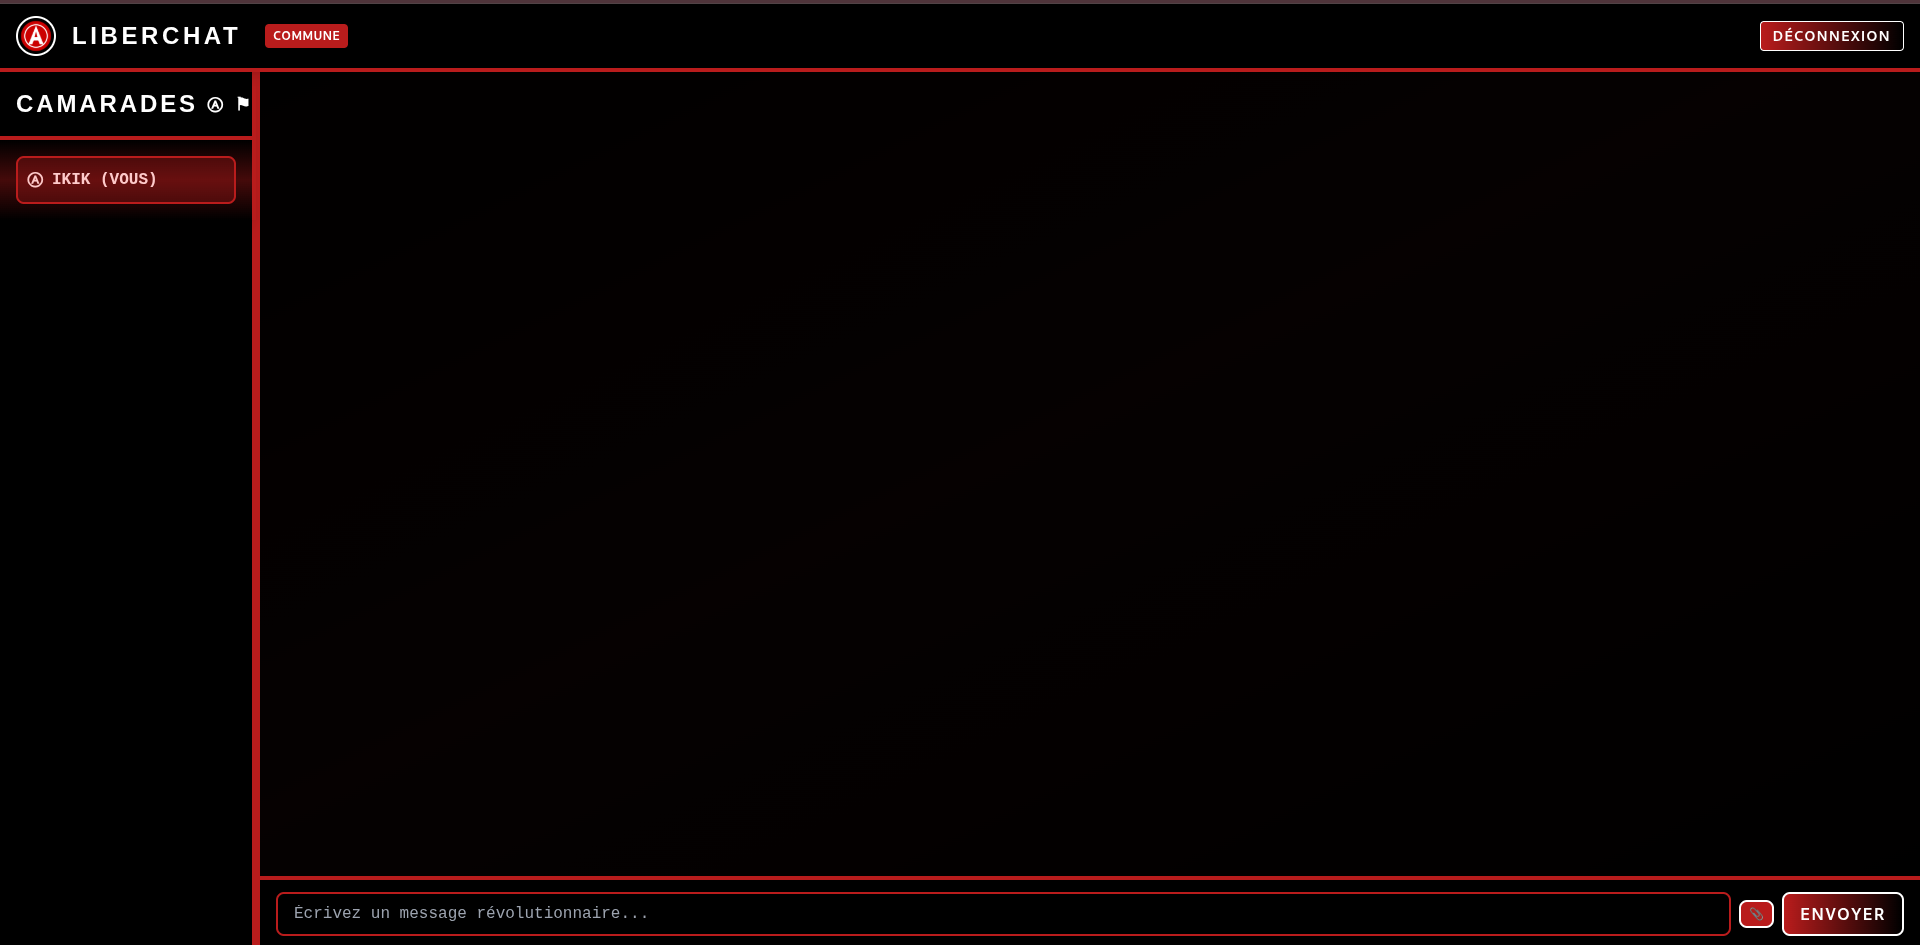 LIBERCHAT COMMUNE DÉCONNEXION
CAMARADES Ⓐ ⚑
Ⓐ IKIK (VOUS)
Écrivez un message révolutionnaire... ENVOYER